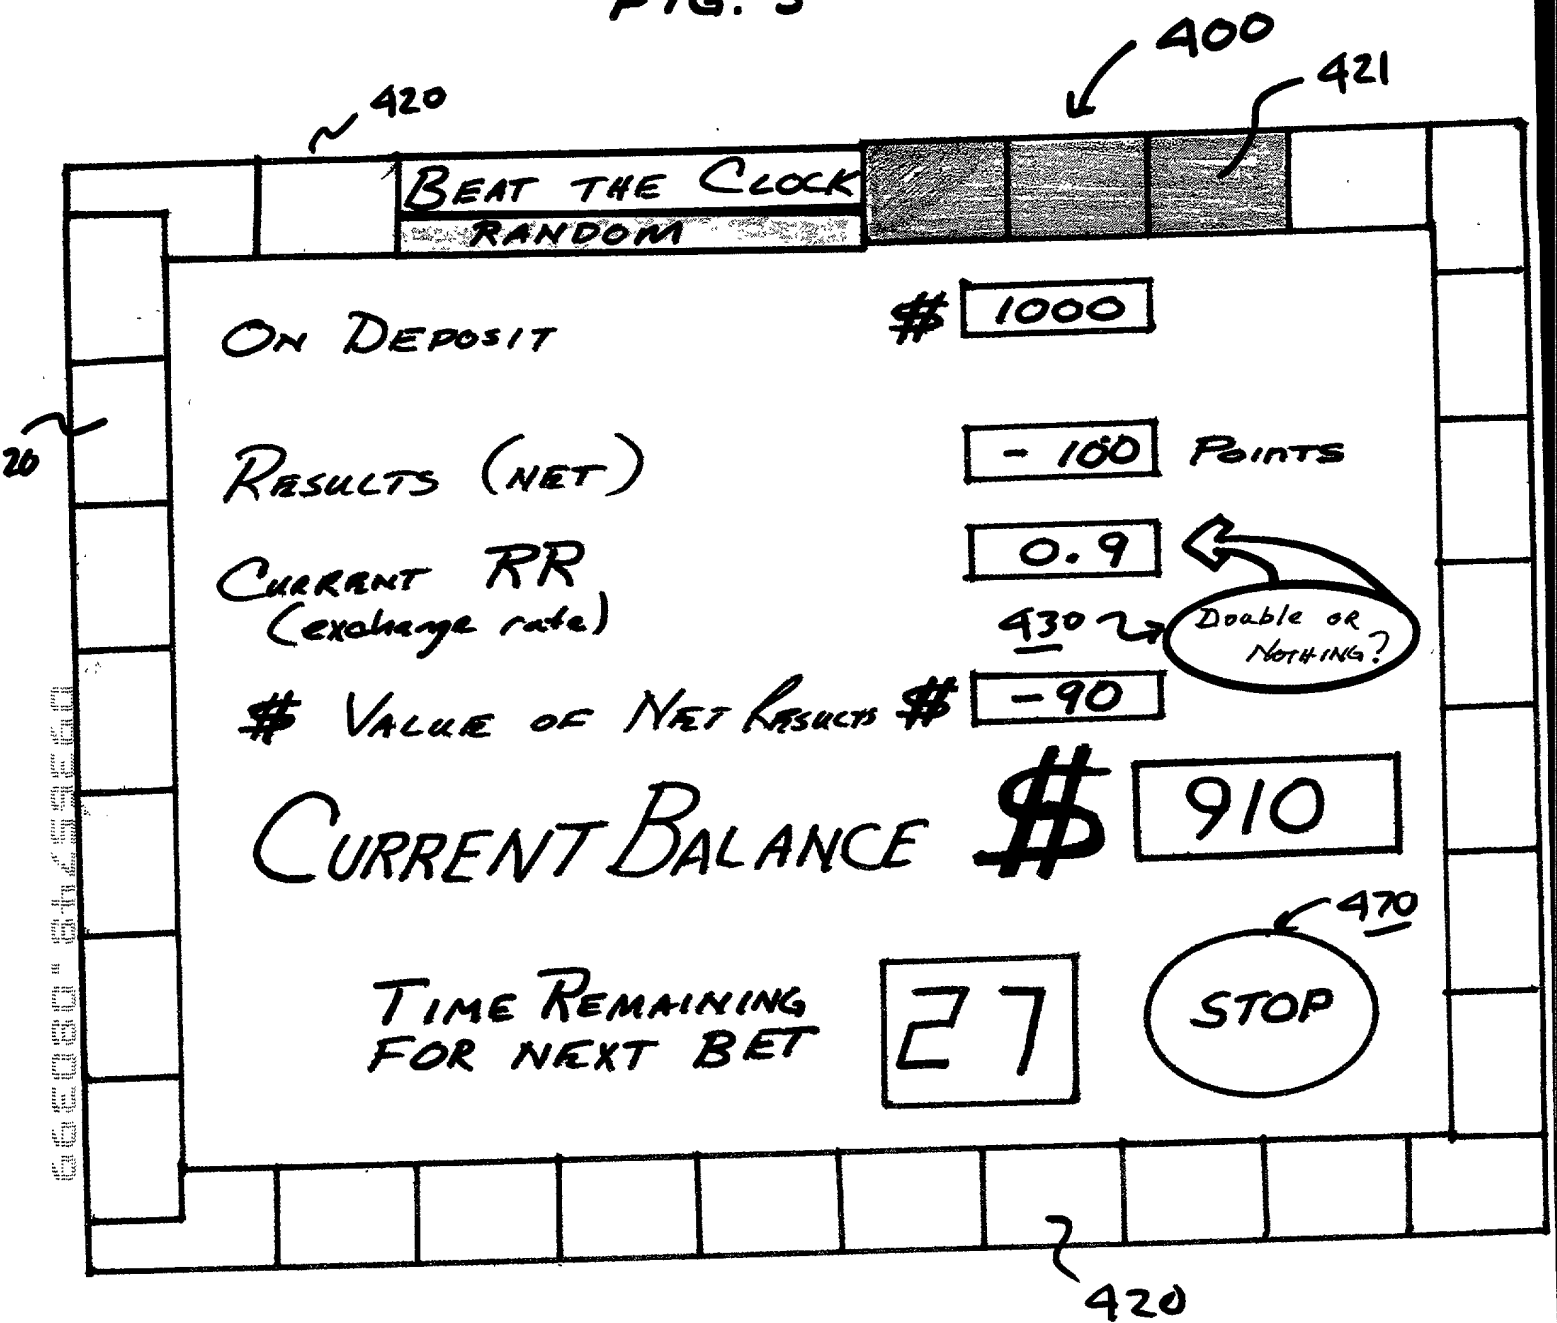 FIG. 5
400
421
420
BEAT THE CLOCK
RANDOM
ON DEPOSIT $ 1000
20
RESULTS (NET) - 100 POINTS
CURRENT RR 0.9
(exchange rate)
430 Double OR
NOTHING?
$ VALUE OF NET RESULTS $ -90
CURRENT BALANCE $ 910
470
TIME REMAINING
FOR NEXT BET 27 STOP
420